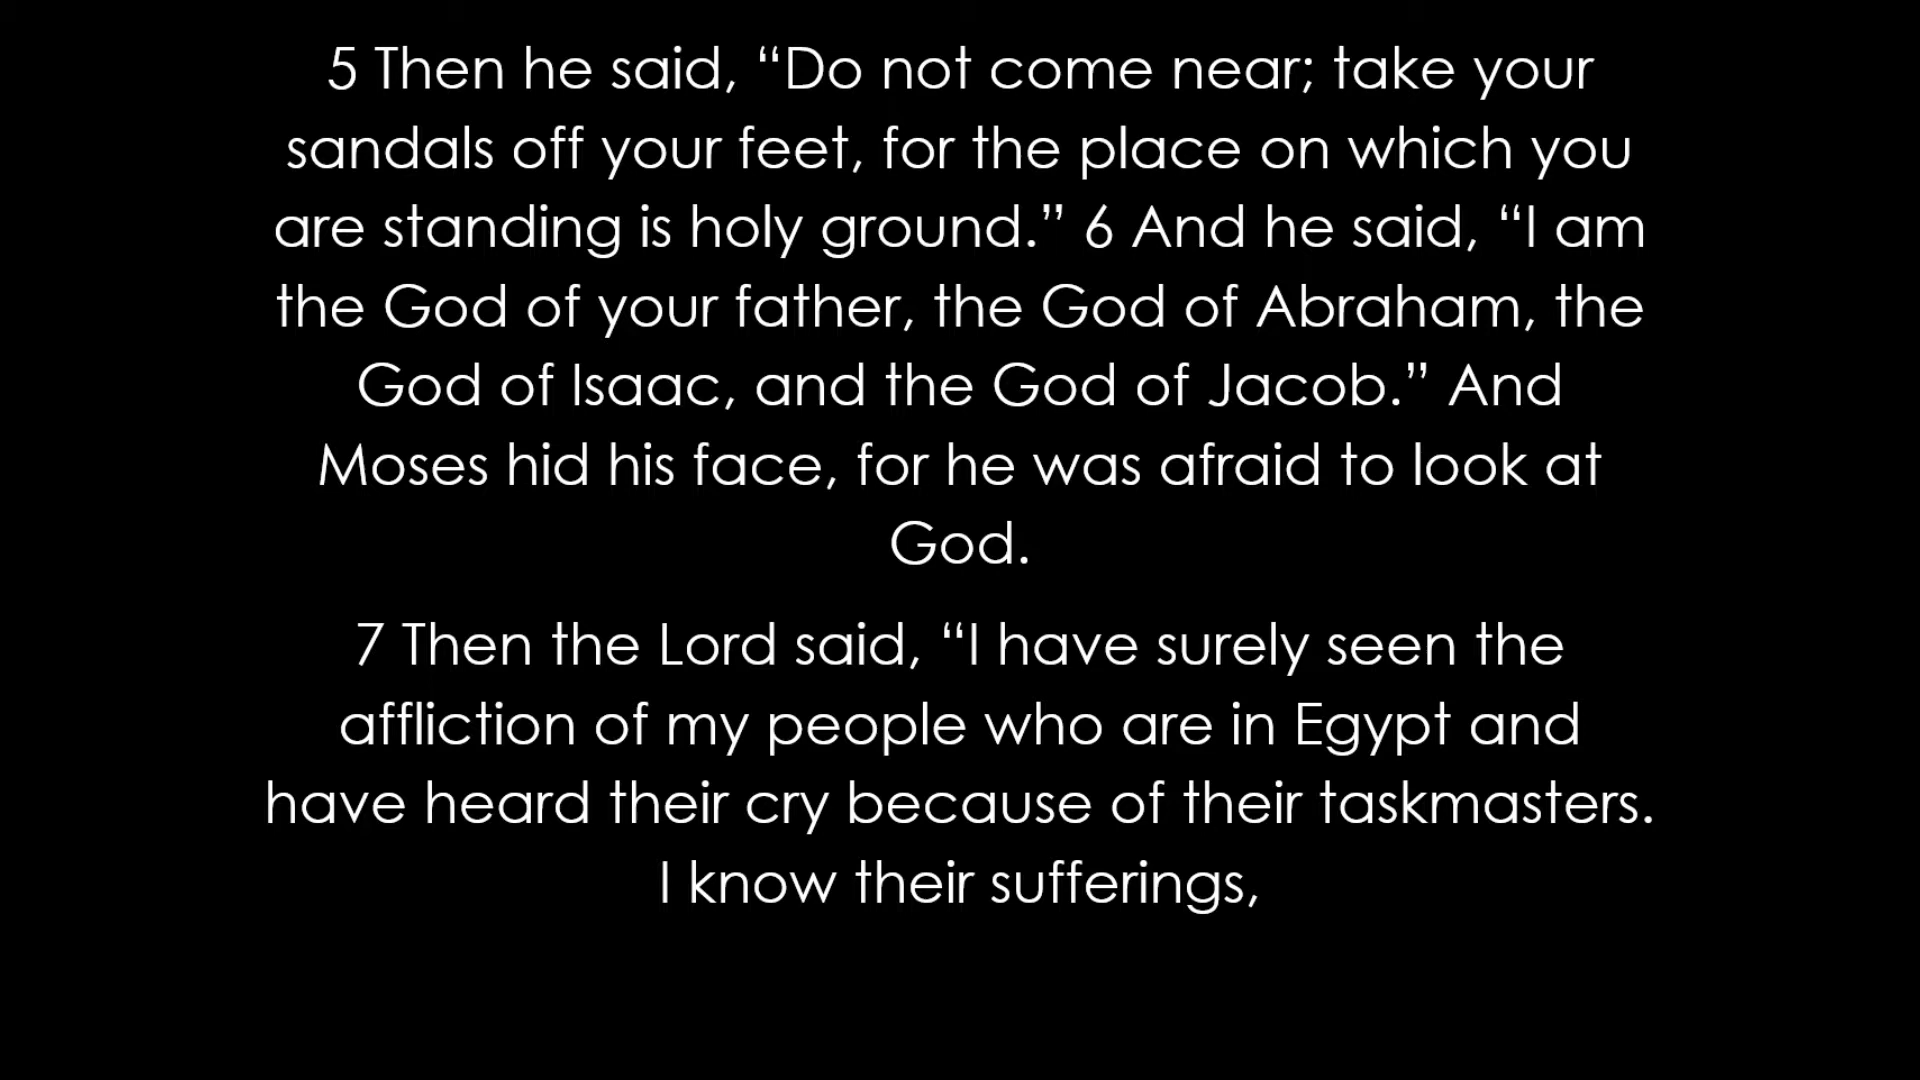 5 Then he said, “Do not come near; take your
sandals off your feet, for the place on which you
are standing is holy ground.” 6 And he said, “I am
the God of your father, the God of Abraham, the
God of Isaac, and the God of Jacob.” And
Moses hid his face, for he was afraid to look at
God.
7 Then the Lord said, “I have surely seen the
affliction of my people who are in Egypt and
have heard their cry because of their taskmasters.
I know their sufferings,